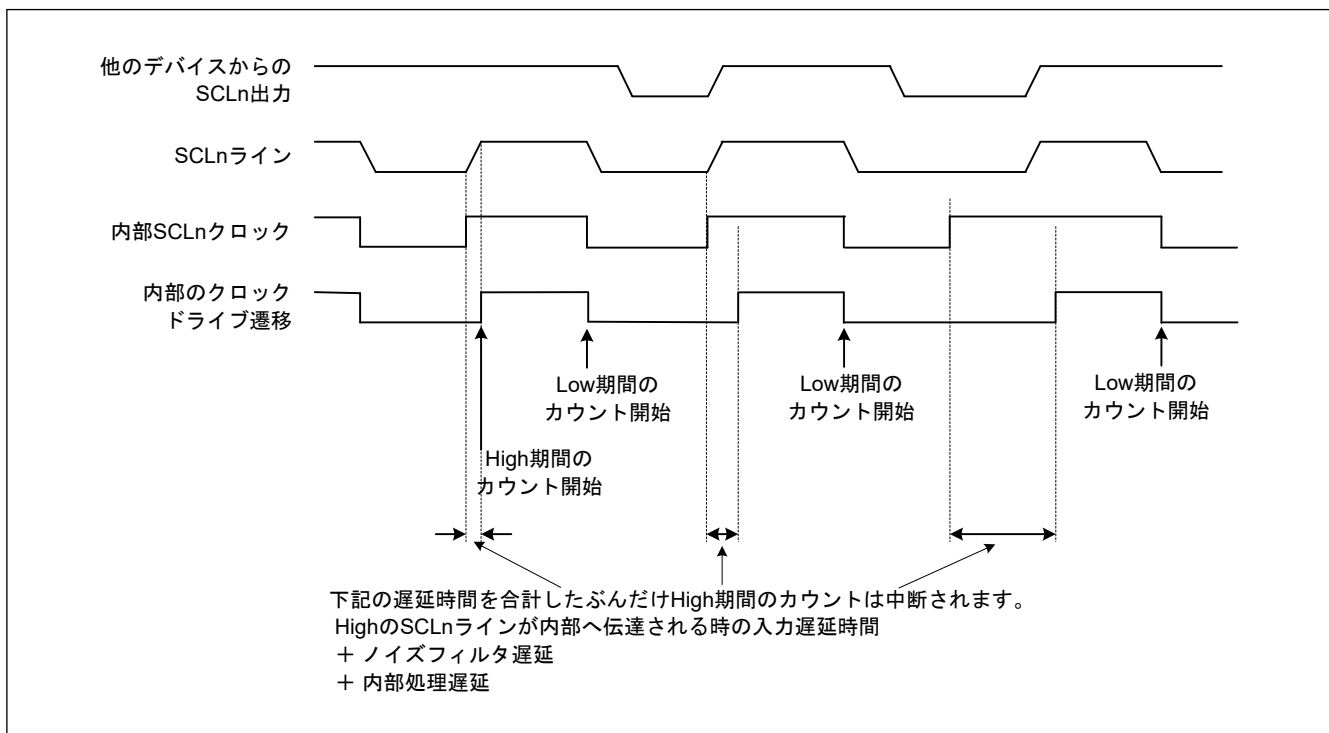 他のデバイスからの
SCLn出力
SCLnライン
内部SCLnクロック
内部のクロック
ドライブ遷移
Low期間の
カウント開始
Low期間の
カウント開始
Low期間の
カウント開始
High期間の
カウント開始
下記の遅延時間を合計したぶんだけHigh期間のカウントは中断されます。
HighのSCLnラインが内部へ伝達される時の入力遅延時間
+ ノイズフィルタ遅延
+ 内部処理遅延